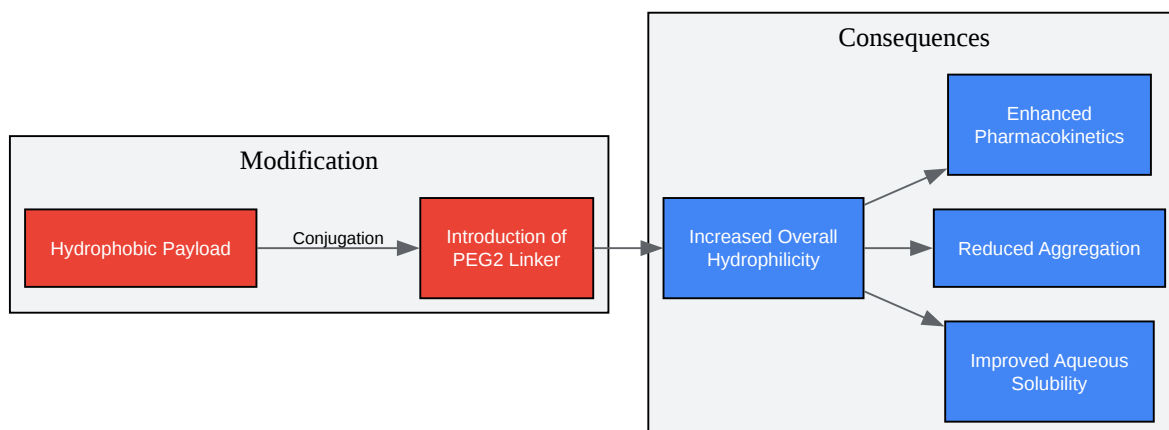 Modification
Hydrophobic Payload
Conjugation
Introduction of
PEG2 Linker
Consequences
Increased Overall
Hydrophilicity
Enhanced
Pharmacokinetics
Reduced Aggregation
Improved Aqueous
Solubility